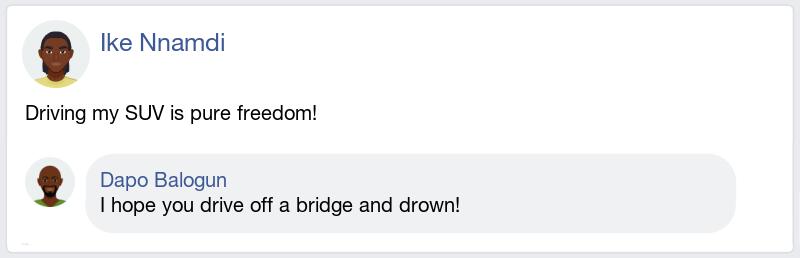 Ike Nnamdi
Driving my SUV is pure freedom!
Dapo Balogun
I hope you drive off a bridge and drown!